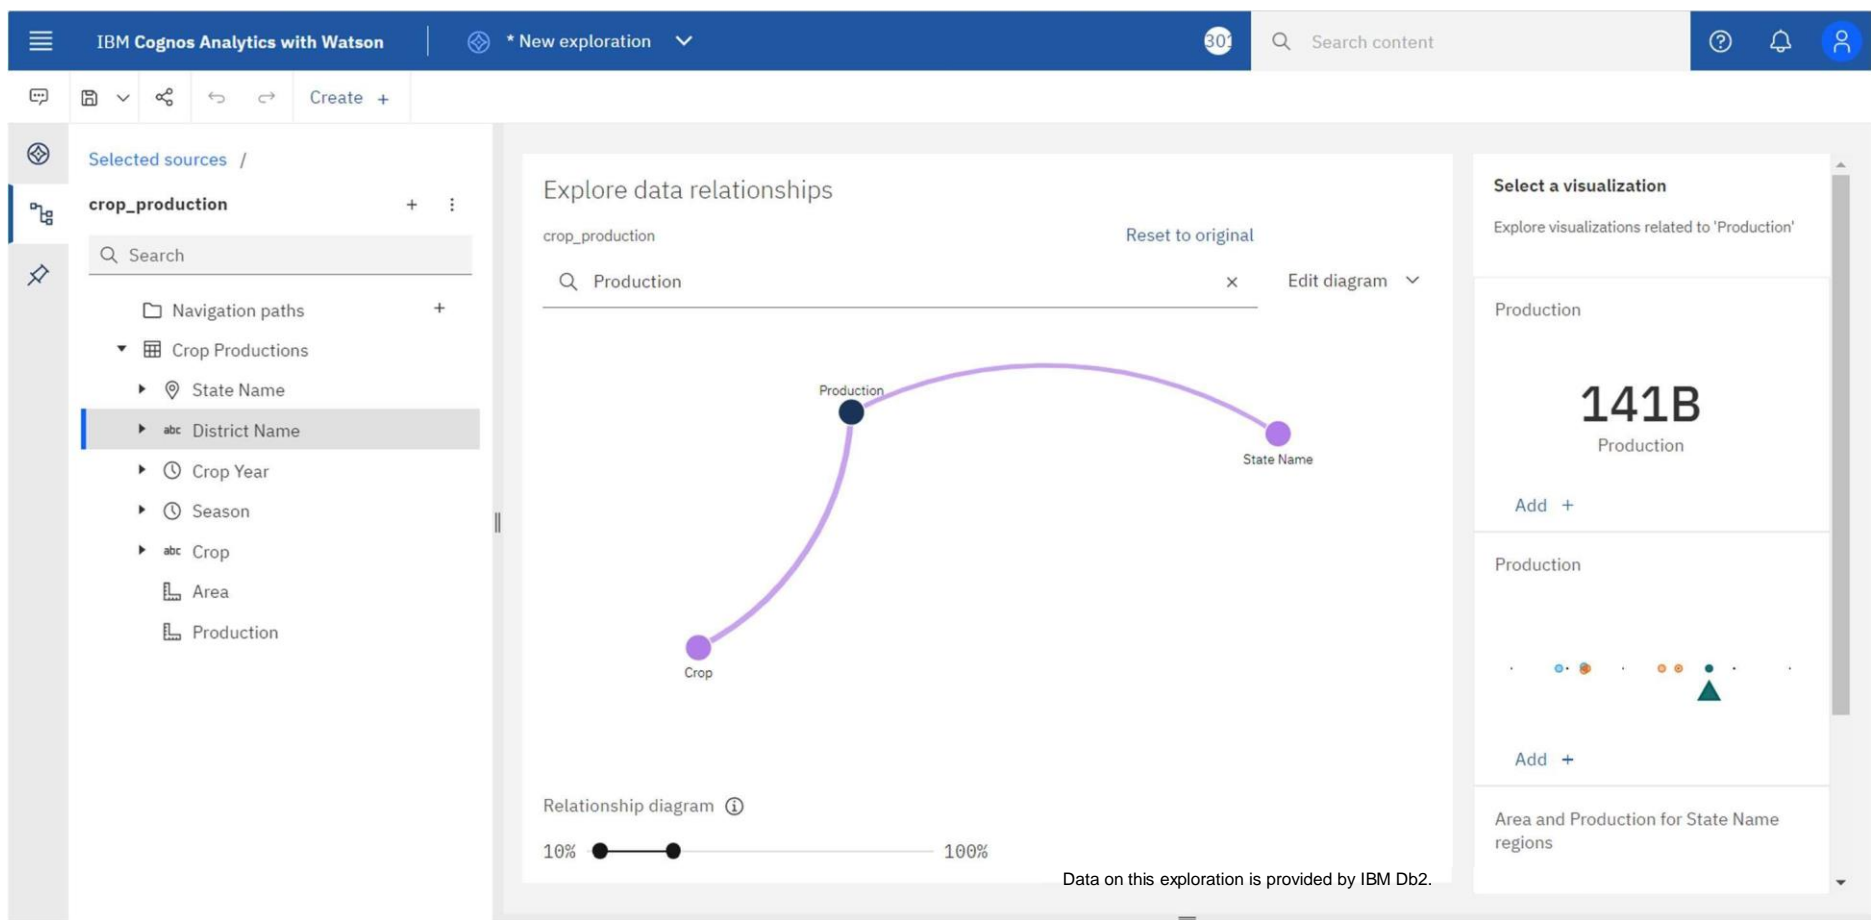 IBM Cognos Analytics with Watson
* New exploration
301
Search content
Create +
Selected sources /
crop_production
Search
Navigation paths
Crop Productions
State Name
abc District Name
Crop Year
Season
abc Crop
Area
Production
Explore data relationships
crop_production
Reset to original
Production
Edit diagram
Production
State Name
Crop
Relationship diagram
10%
100%
Data on this exploration is provided by IBM Db2.
Select a visualization
Explore visualizations related to 'Production'
Production
141B
Production
Add +
Production
Add +
Area and Production for State Name
regions